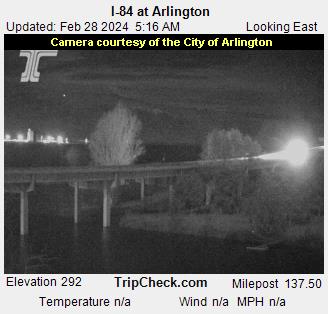 I-84 at Arlington
Updated: Feb 28 2024 5:16 AM Looking East
Camera courtesy of the City of Arlington
Elevation 292 TripCheck.com Milepost 137.50
Temperature n/a Wind n/a MPH n/a